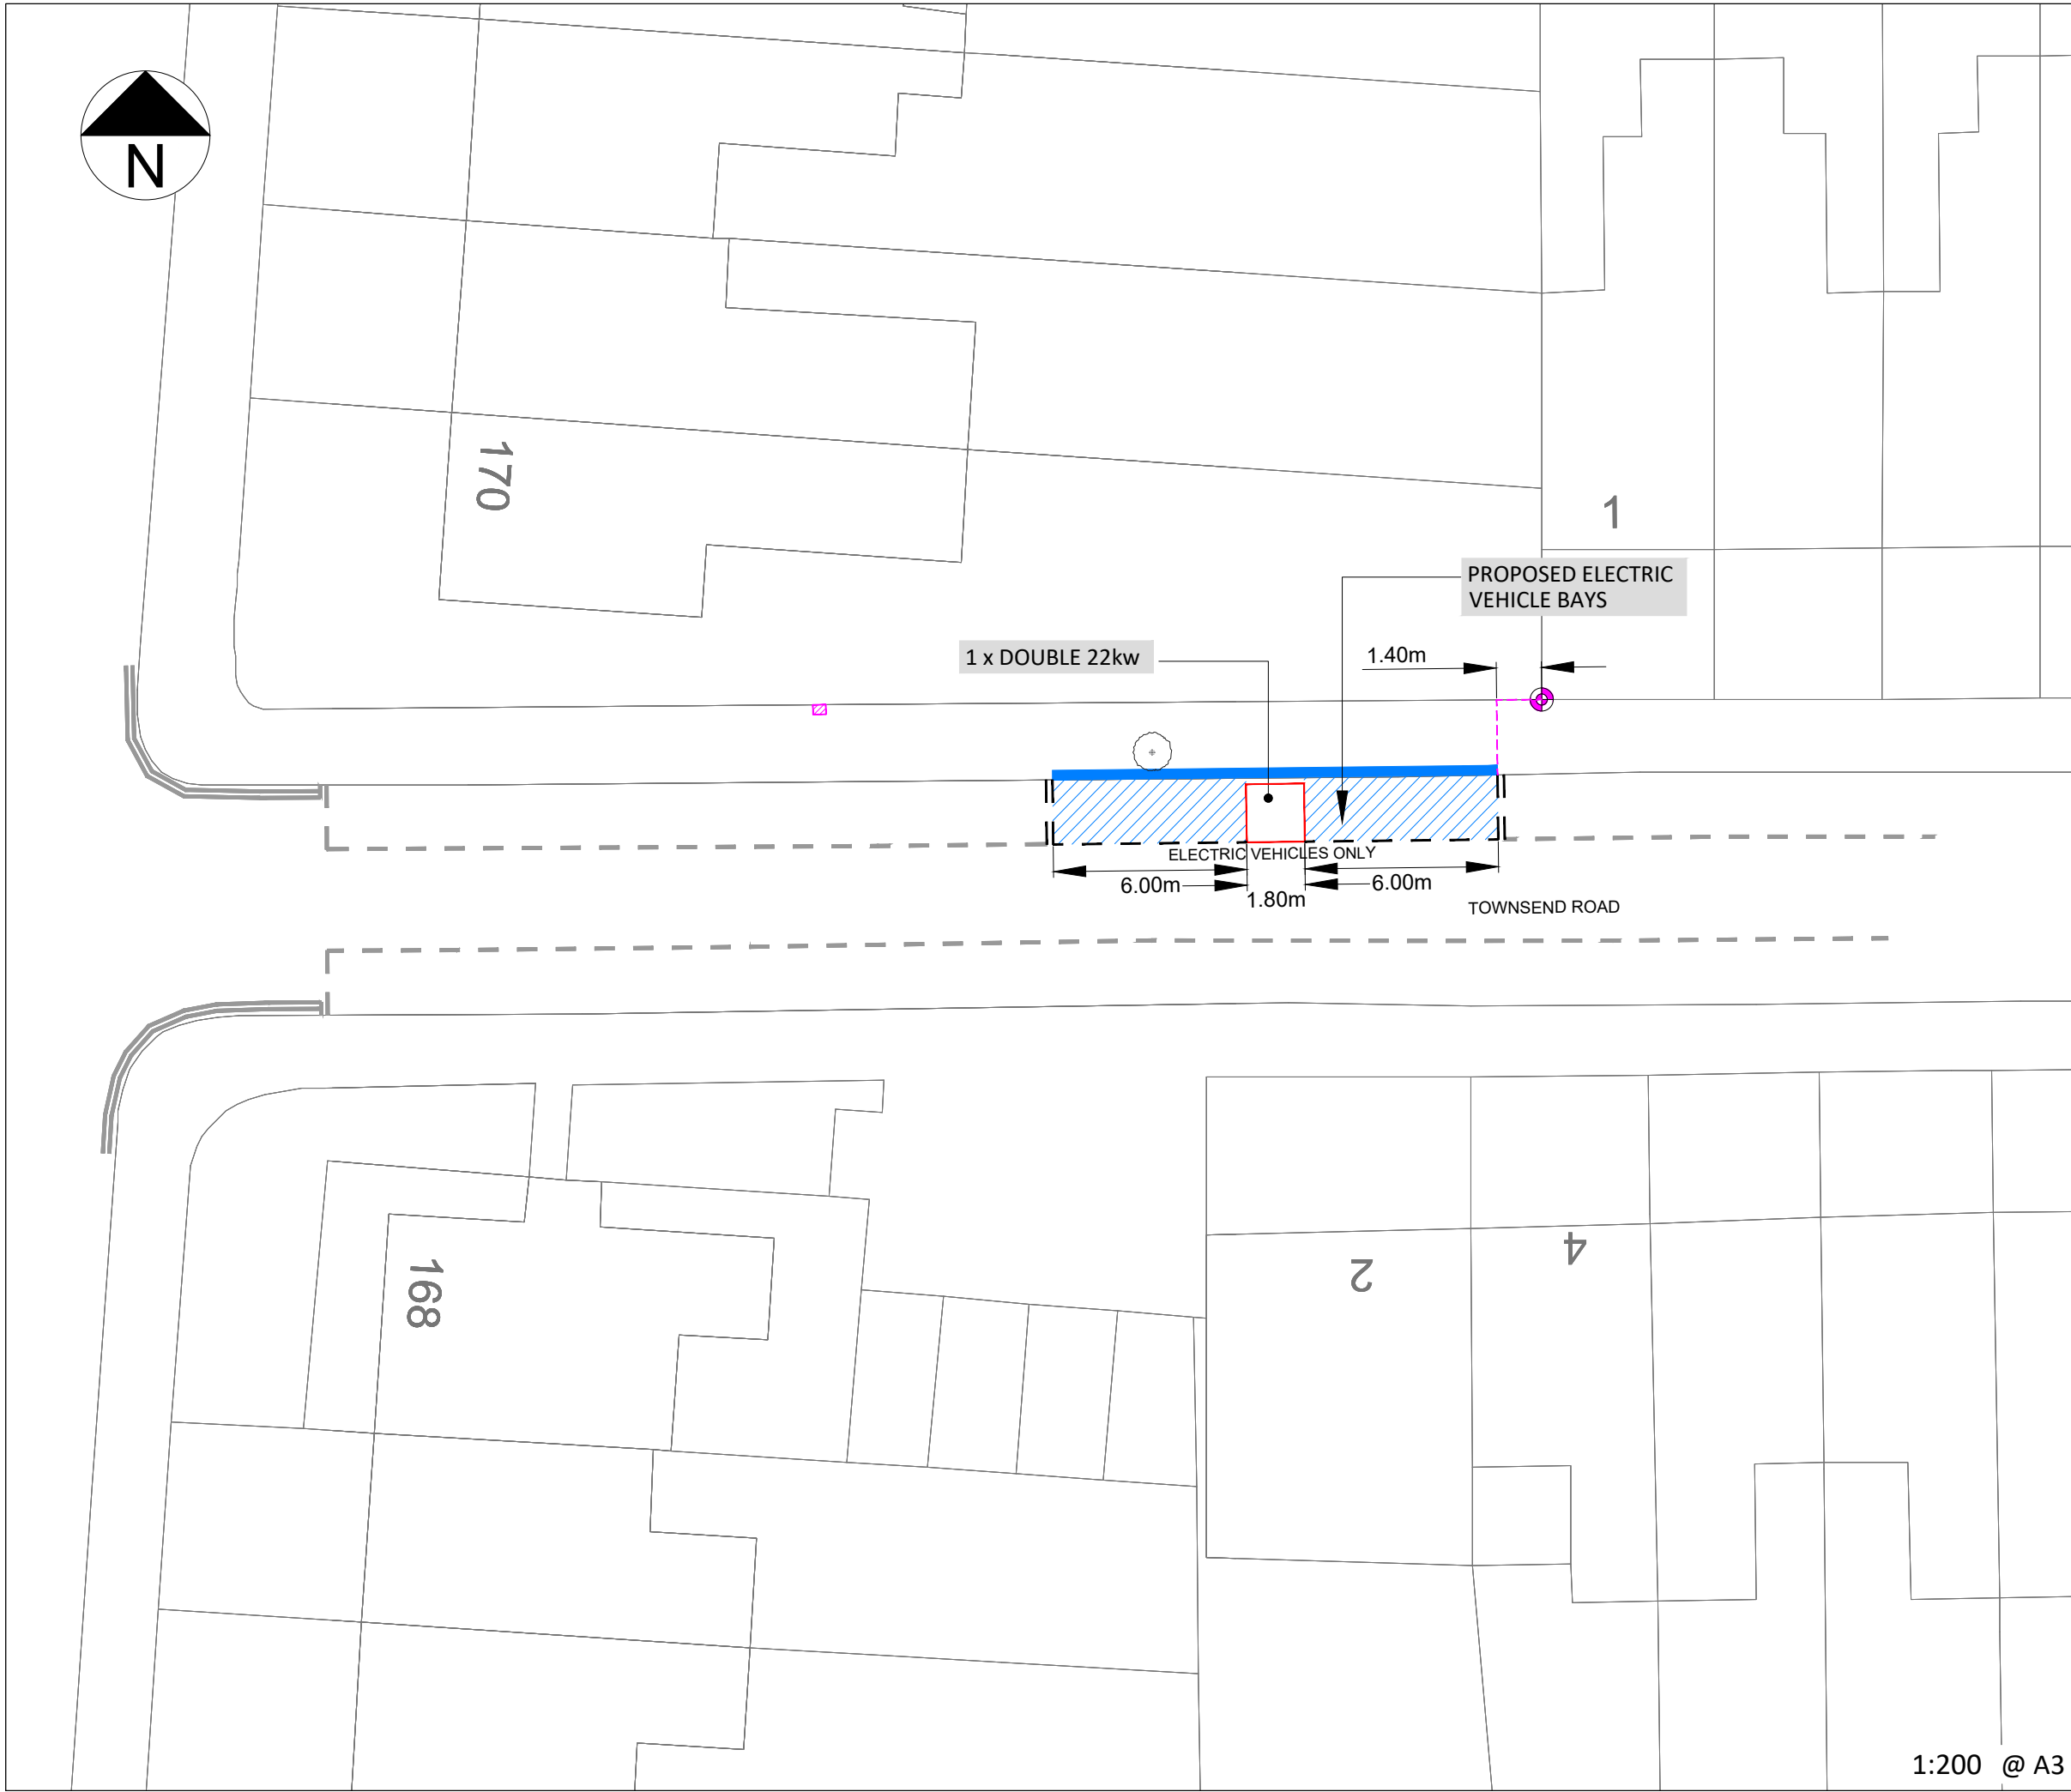 N
170
1
PROPOSED ELECTRIC
VEHICLE BAYS
1 x DOUBLE 22kw
1.40m
ELECTRIC VEHICLES ONLY
6.00m
1.80m
6.00m
TOWNSEND ROAD
168
2
4
1:200 @ A3